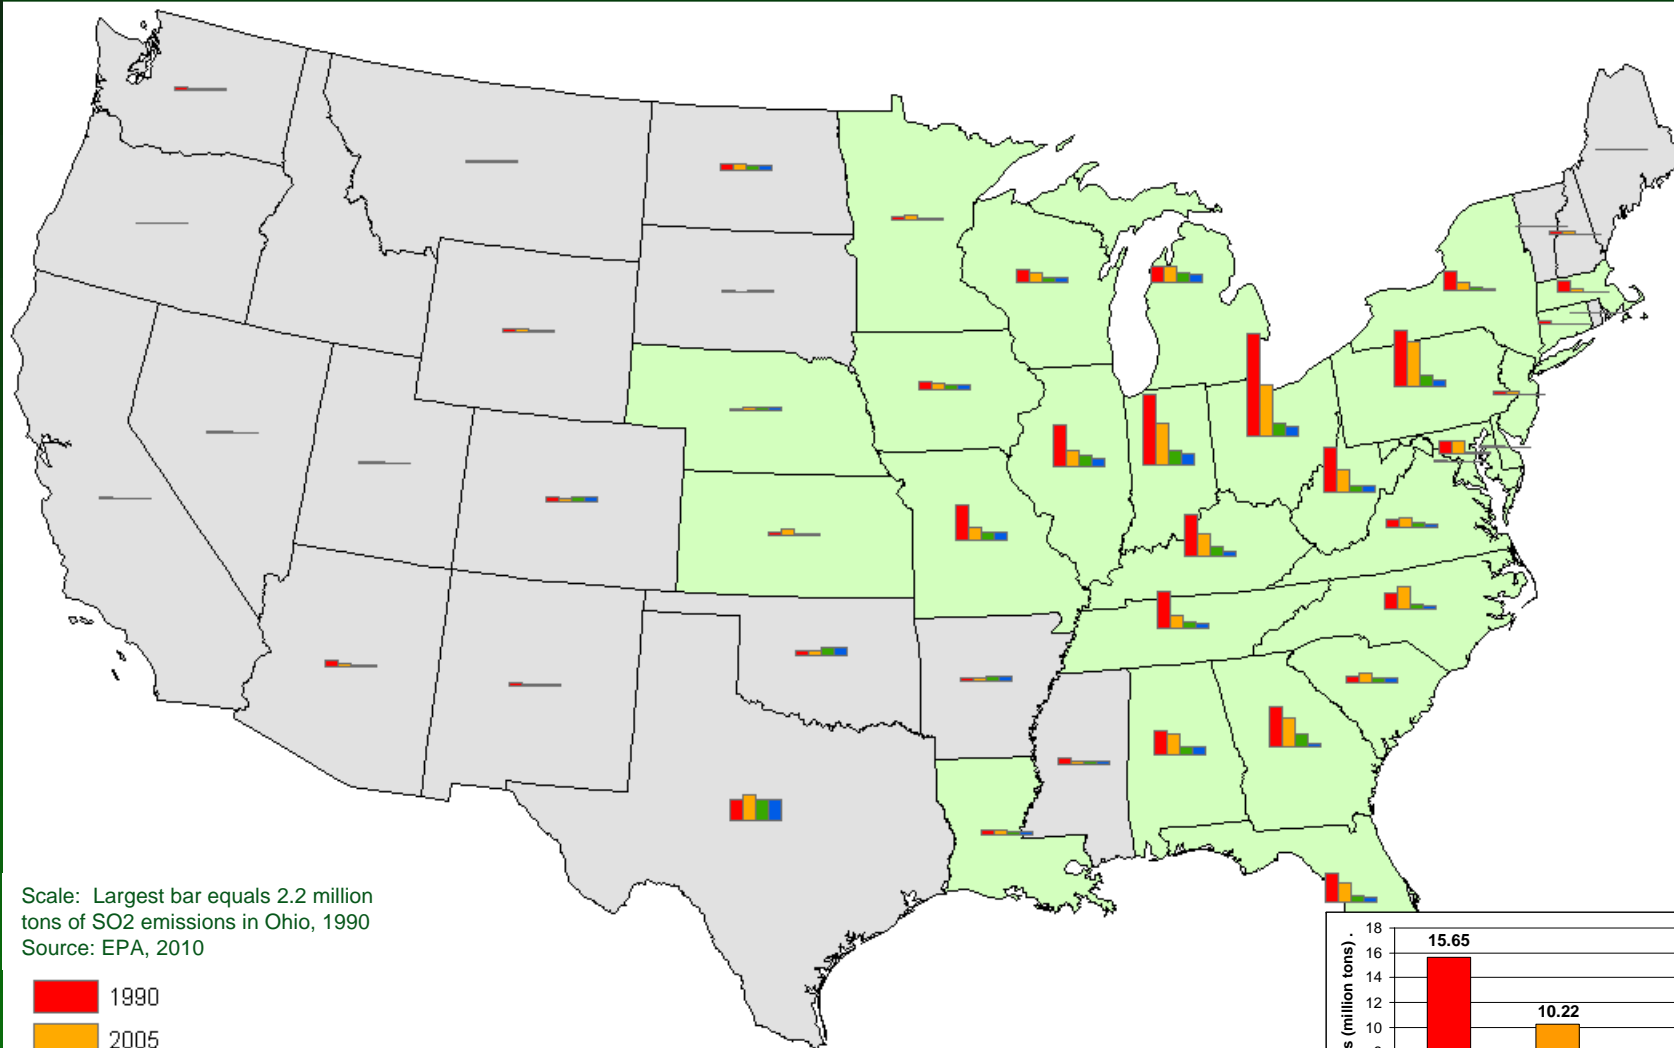 Scale: Largest bar equals 2.2 million
tons of SO2 emissions in Ohio, 1990
Source: EPA, 2010
1990
2005
18
16
14
12
10
15.65
10.22
(million tons) .